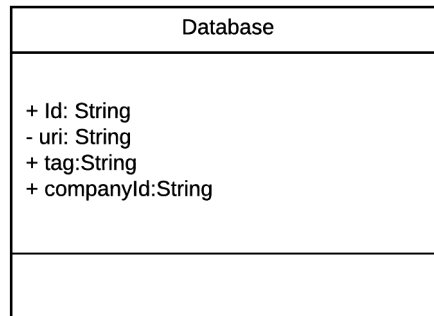 Database
+ Id: String
- uri: String
+ tag:String
+ companyId:String